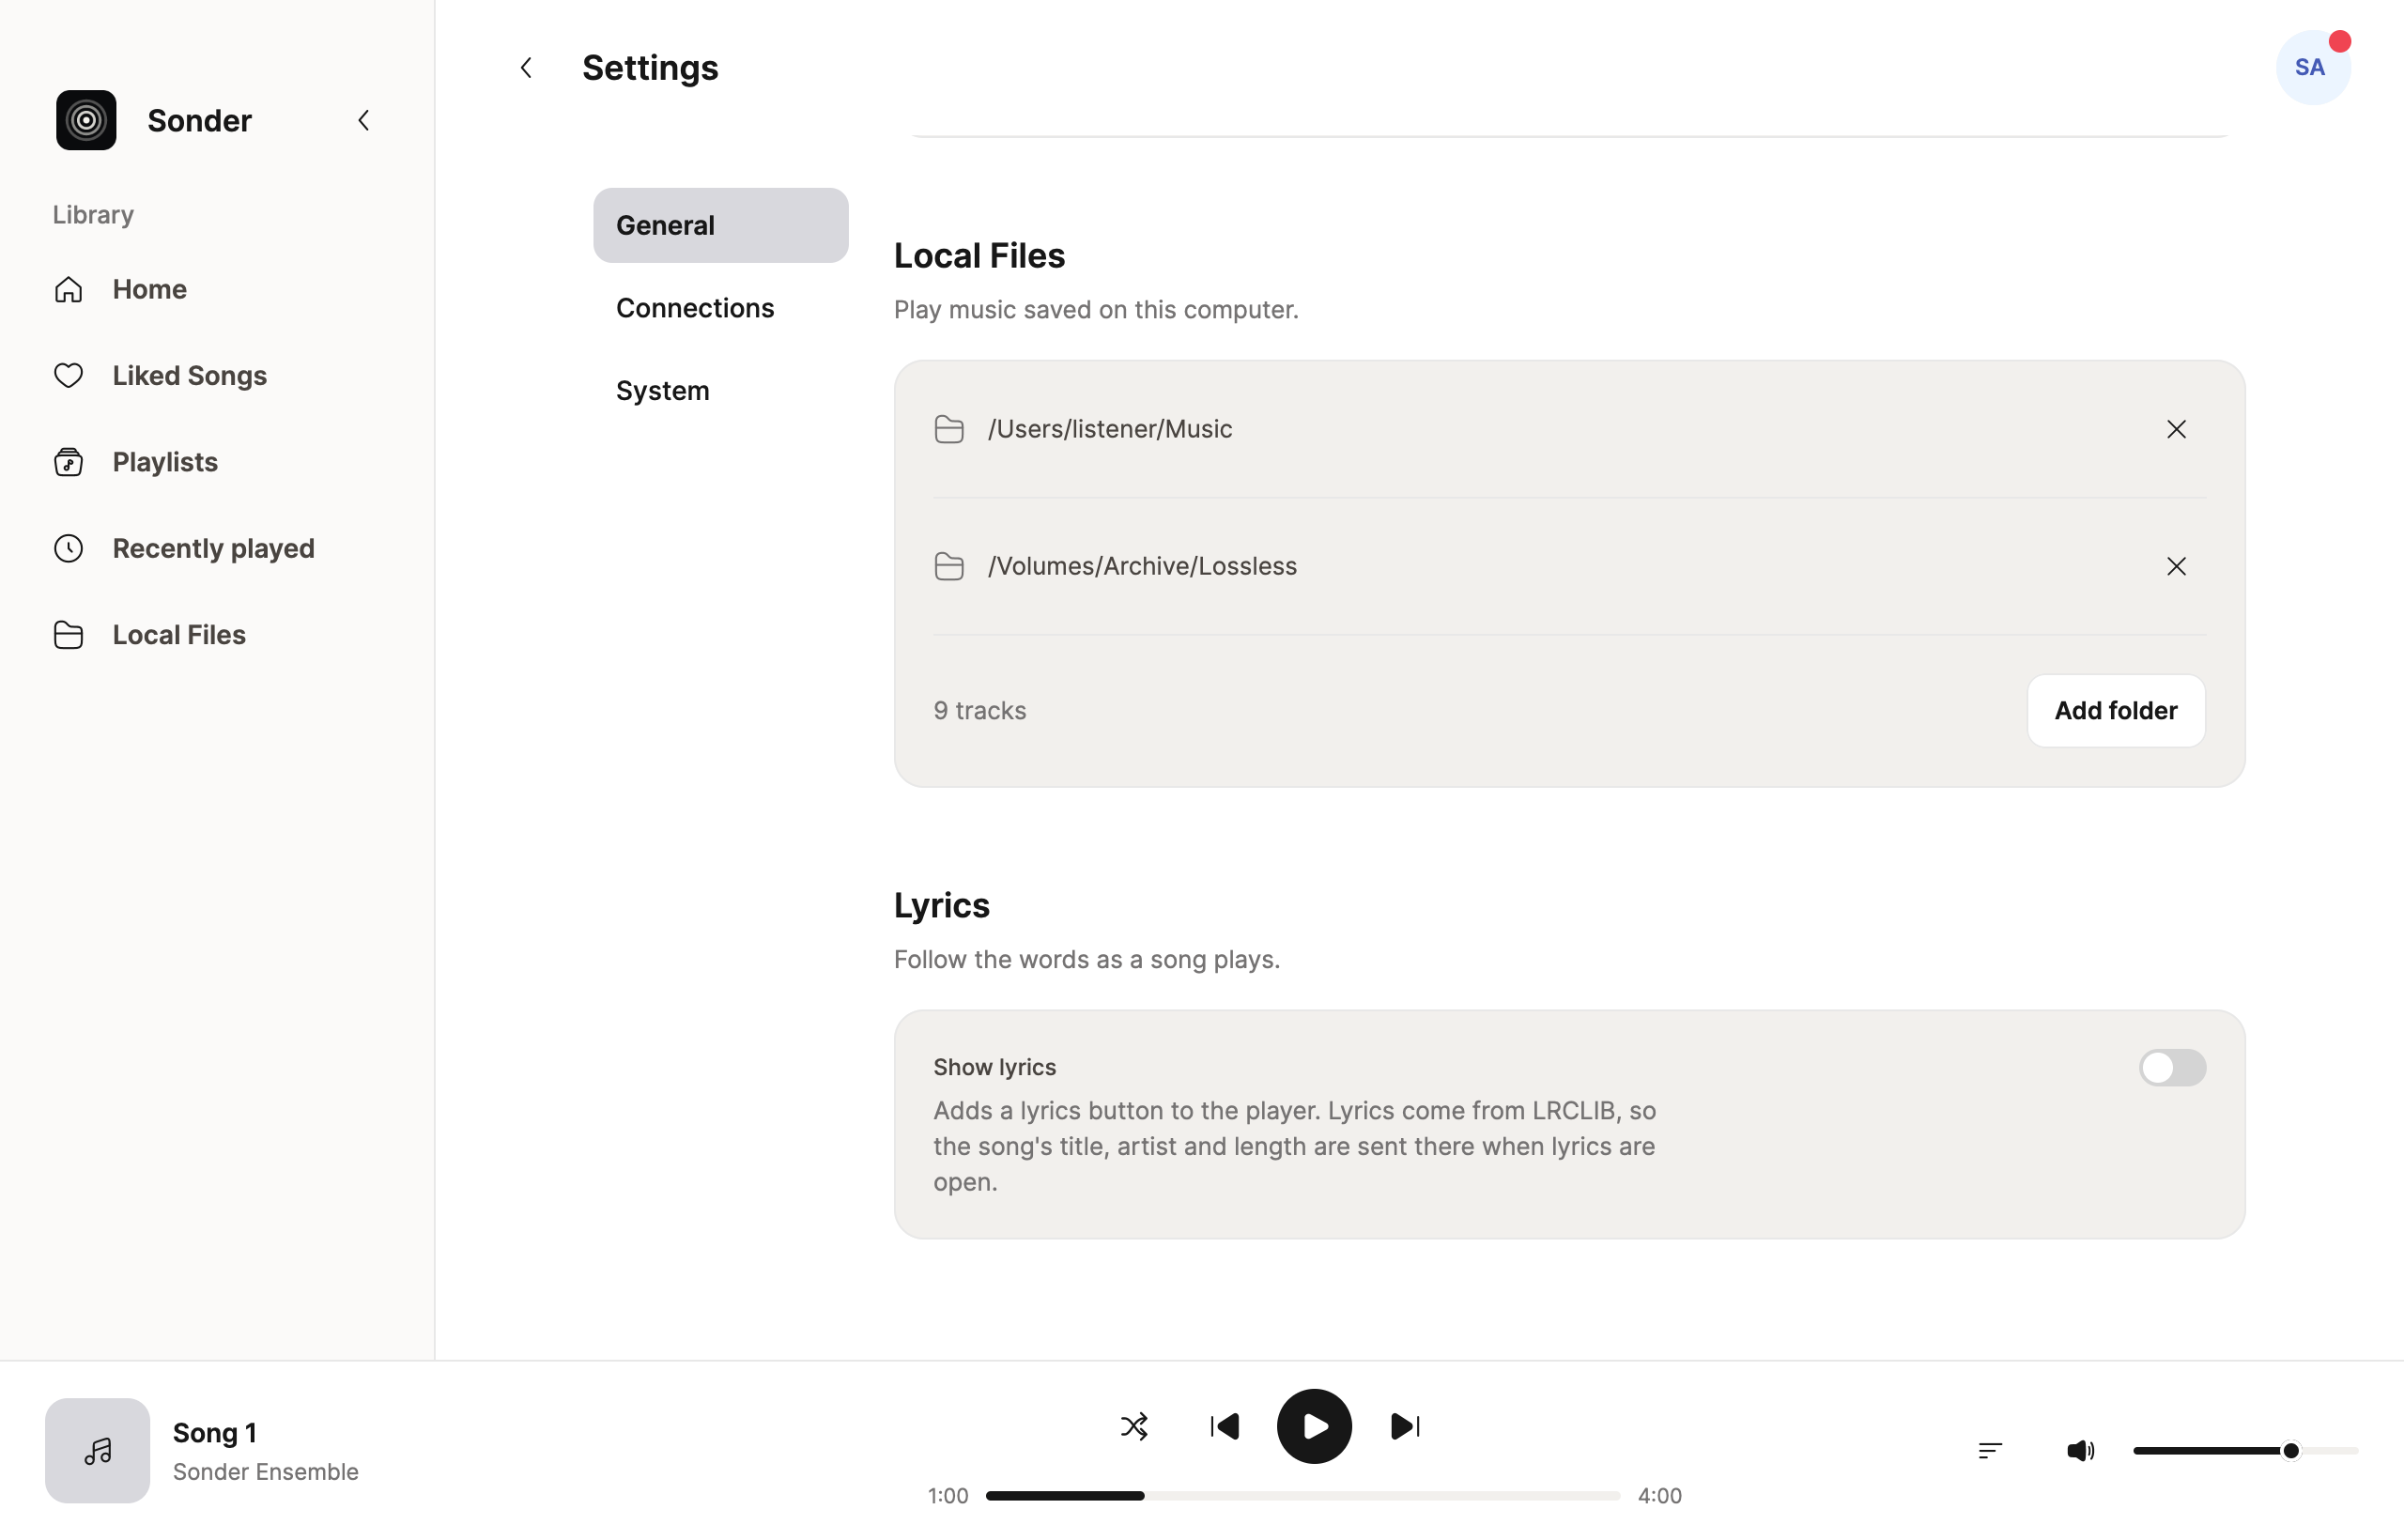 Sonder
Library
Home
Liked Songs
Playlists
Recently played
Local Files
Settings
SA
General
Connections
System
Local Files
Play music saved on this computer.
/Users/listener/Music
/Volumes/Archive/Lossless
9 tracks
Add folder
Lyrics
Follow the words as a song plays.
Show lyrics
Adds a lyrics button to the player. Lyrics come from LRCLIB, so
the song's title, artist and length are sent there when lyrics are
open.
Song 1
Sonder Ensemble
1:00
4:00